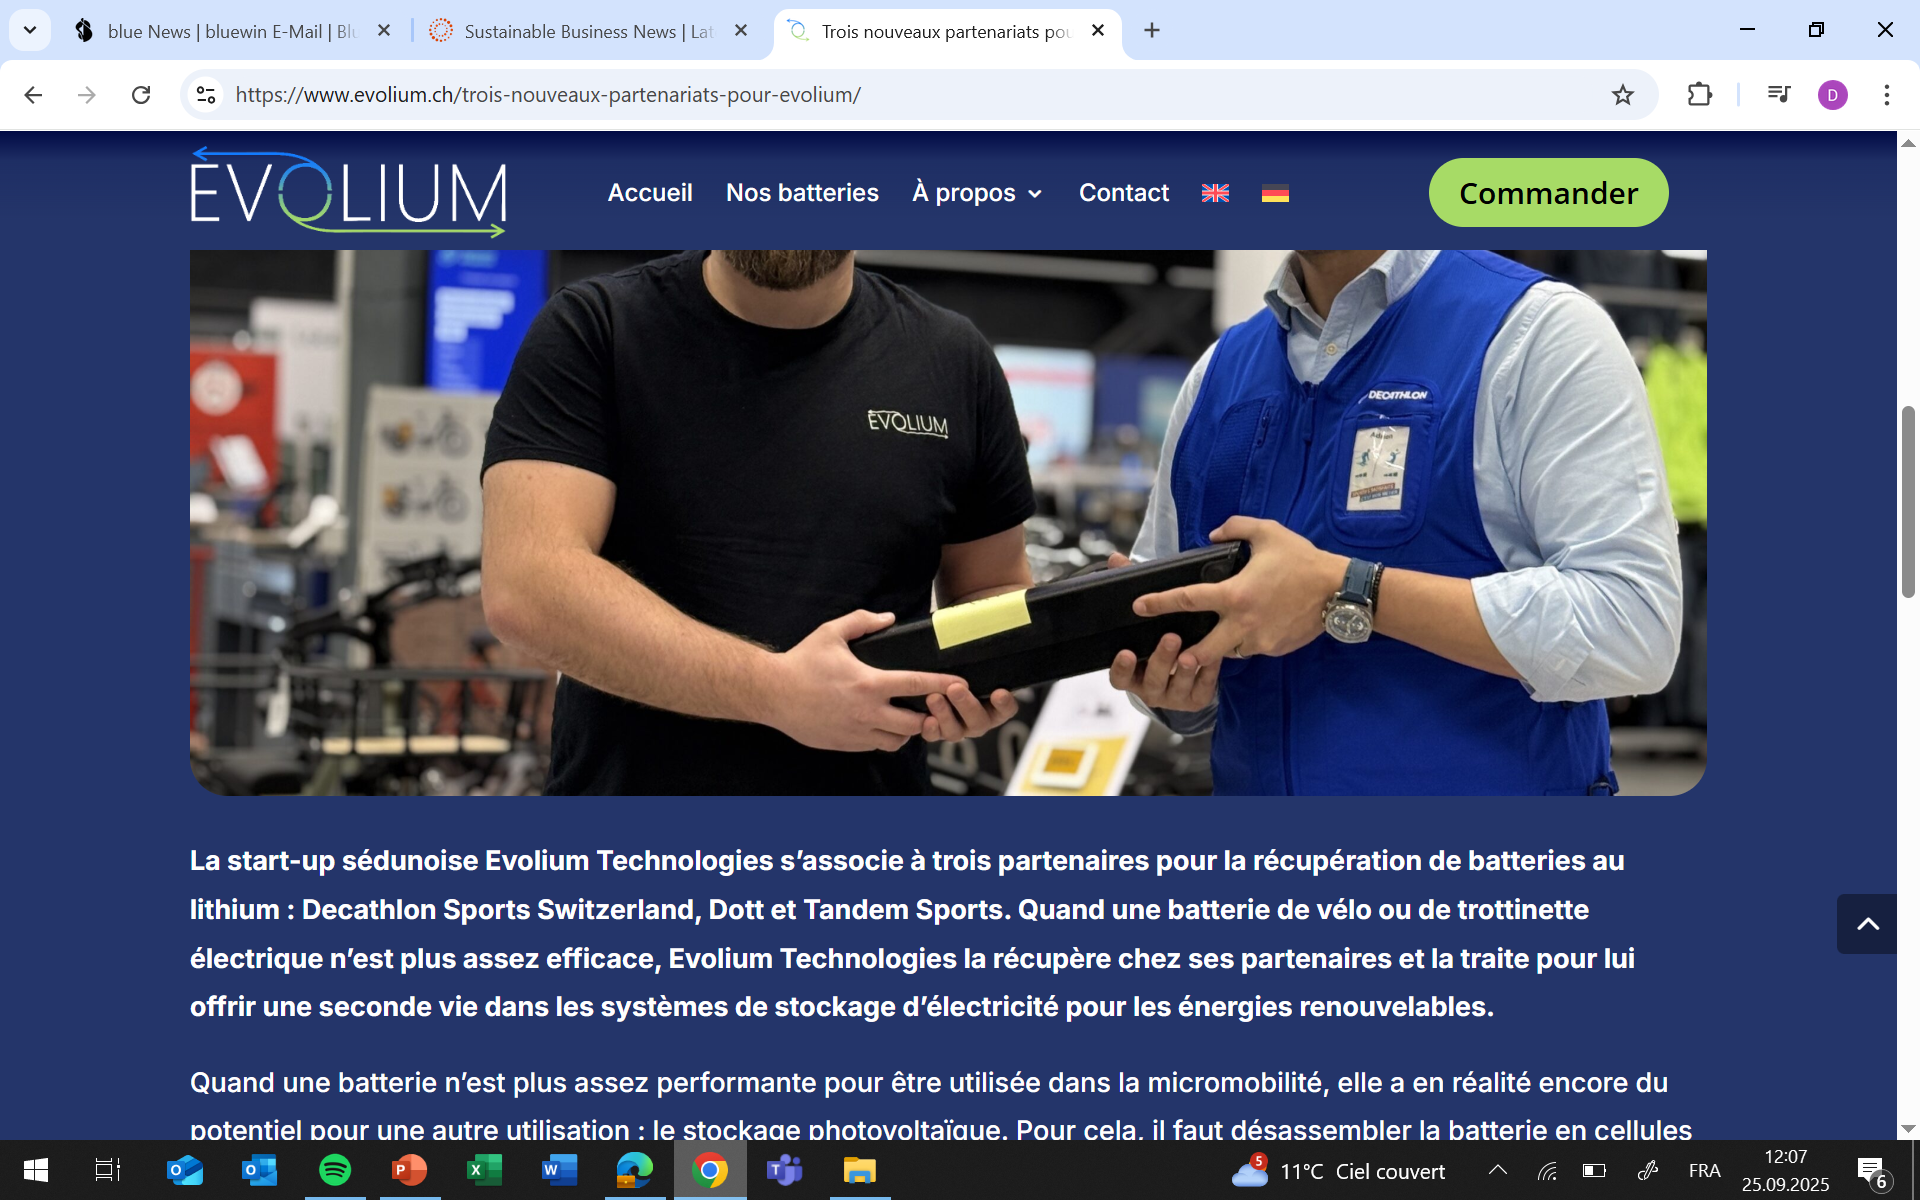 blue News | bluewin E-Mail | Blu
Sustainable Business News | Lat
Trois nouveaux partenariats pou
https://www.evolium.ch/trois-nouveaux-partenariats-pour-evolium/
D
EVOLIUM
Accueil
Nos batteries
À propos
Contact
Commander
EVOLIUM
DECATHLON
La start-up sédunoise Evolium Technologies s’associe à trois partenaires pour la récupération de batteries au
lithium : Decathlon Sports Switzerland, Dott et Tandem Sports. Quand une batterie de vélo ou de trottinette
électrique n’est plus assez efficace, Evolium Technologies la récupère chez ses partenaires et la traite pour lui
offrir une seconde vie dans les systèmes de stockage d’électricité pour les énergies renouvelables.
Quand une batterie n’est plus assez performante pour être utilisée dans la micromobilité, elle a en réalité encore du
potentiel pour une autre utilisation : le stockage photovoltaïque. Pour cela, il faut désassembler la batterie en cellules
5
11°C Ciel couvert
FRA
12:07
25.09.2025
6